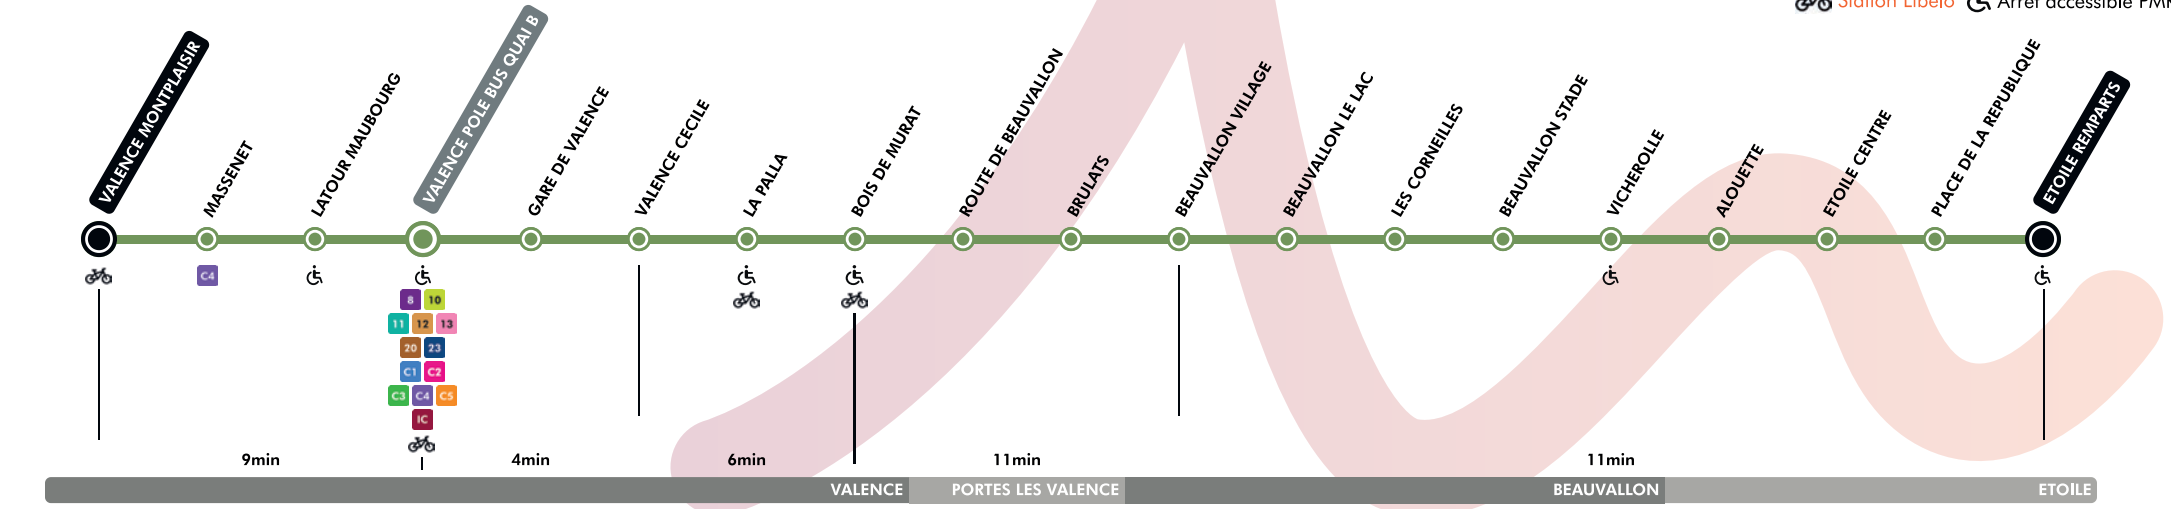 Station Libélo
Arrêt accessible PMR
VALENCE MONTPLAISIR
MASSENET
LATOUR MAUBOURG
VALENCE POLE BUS QUAI B
GARE DE VALENCE
VALENCE CECILE
LA PALLA
BOIS DE MURAT
ROUTE DE BEAUVALLON
BRULATS
BEAUVALLON VILLAGE
BEAUVALLON LE LAC
LES CORNEILLES
BEAUVALLON STADE
VICHEROLLE
ALOUETTE
ETOILE CENTRE
PLACE DE LA REPUBLIQUE
ETOILE REMPARTS
C4
8 10
11 12 13
20 23
C1 C2
C3 C4 C5
IC
9min 4min 6min 11min 11min
VALENCE PORTES LES VALENCE BEAUVALLON ETOILE